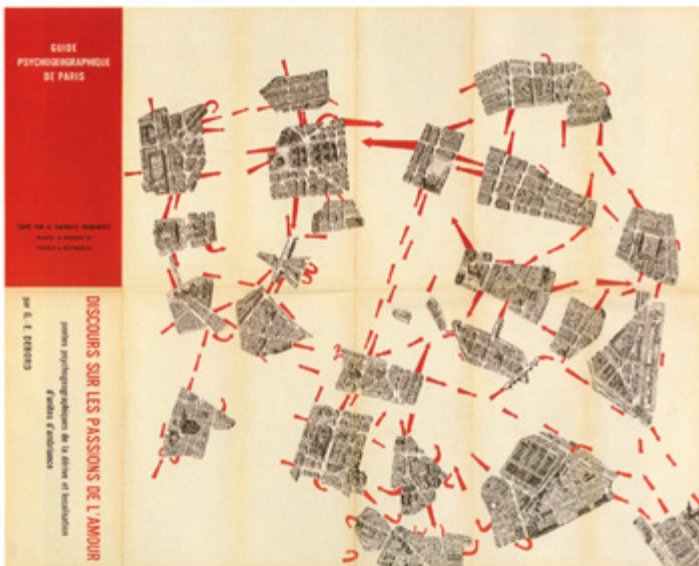 GUIDE
PSYCHOGEOGRAPHIQUE
DE PARIS
DISCOURS SUR LES PASSIONS DE L'AMOUR
pentes psychogeographiques de la dérive et localisation
d'unités d'ambiance
par G.-E. DEBORD